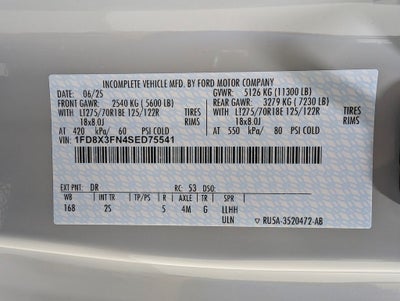 INCOMPLETE VEHICLE MFD. BY FORD MOTOR COMPANY
06/25 GVWR: 5126 KG (11300 LB)
FRONT GAWR: 2540 KG ( 5600 LB) REAR GAWR: 3279 KG ( 7230 LB)
WITH LT275/70R18E 125/122R TIRES WITH LT275/70R18E 125/122R TIRES
18x8.0J RIMS 18x8.0J RIMS
AT 420 kPa/ 60 PSI COLD AT 550 kPa/ 80 PSI COLD
VIN: 1FD8X3FN4SED75541
EXT PNT: DR RC: 53 DSO:
WB INT TR TP/PS R AXLE TR SPR
168 2S 5 4M G LLHH
ULN RU5A-3520472-AB